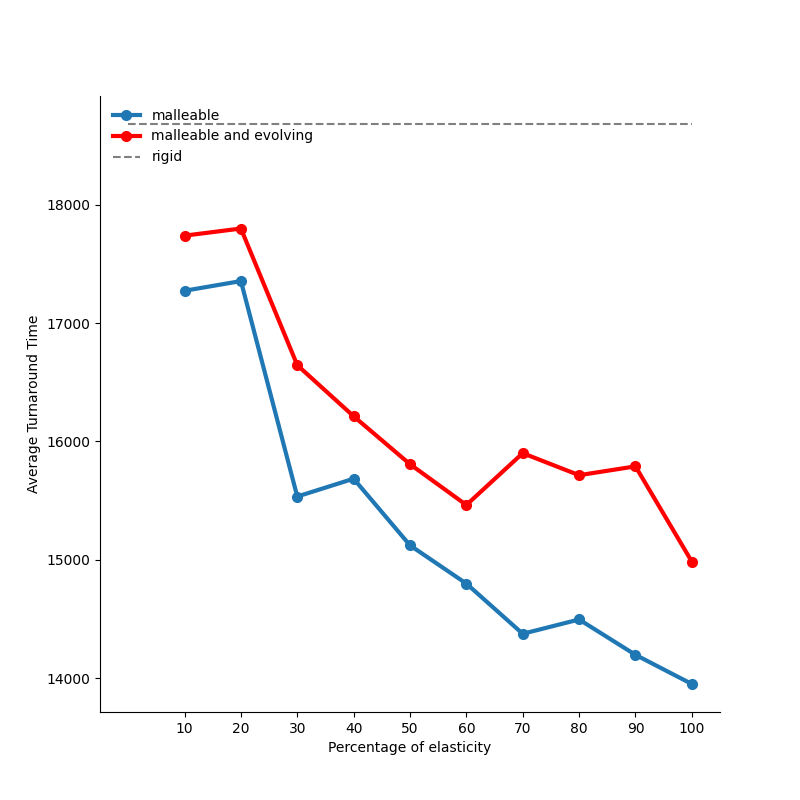 malleable
malleable and evolving
rigid
18000
17000
16000
15000
14000
Average Turnaround Time
10 20 30 40 50 60 70 80 90 100
Percentage of elasticity